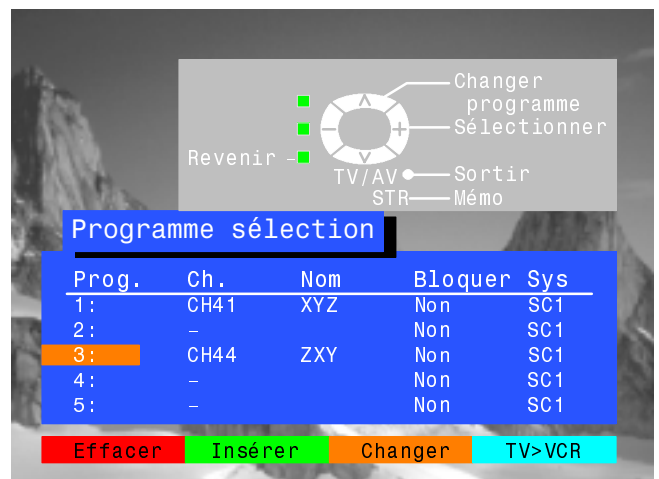 Changer
programme
Sélectionner
Revenir
TV/AV Sortir
STR Mémo
Programme sélection
Prog. Ch. Nom Bloquer Sys
1: CH41 XYZ Non SC1
2: – Non SC1
3: CH44 ZXY Non SC1
4: – Non SC1
5: – Non SC1
Effacer Insérer Changer TV>VCR